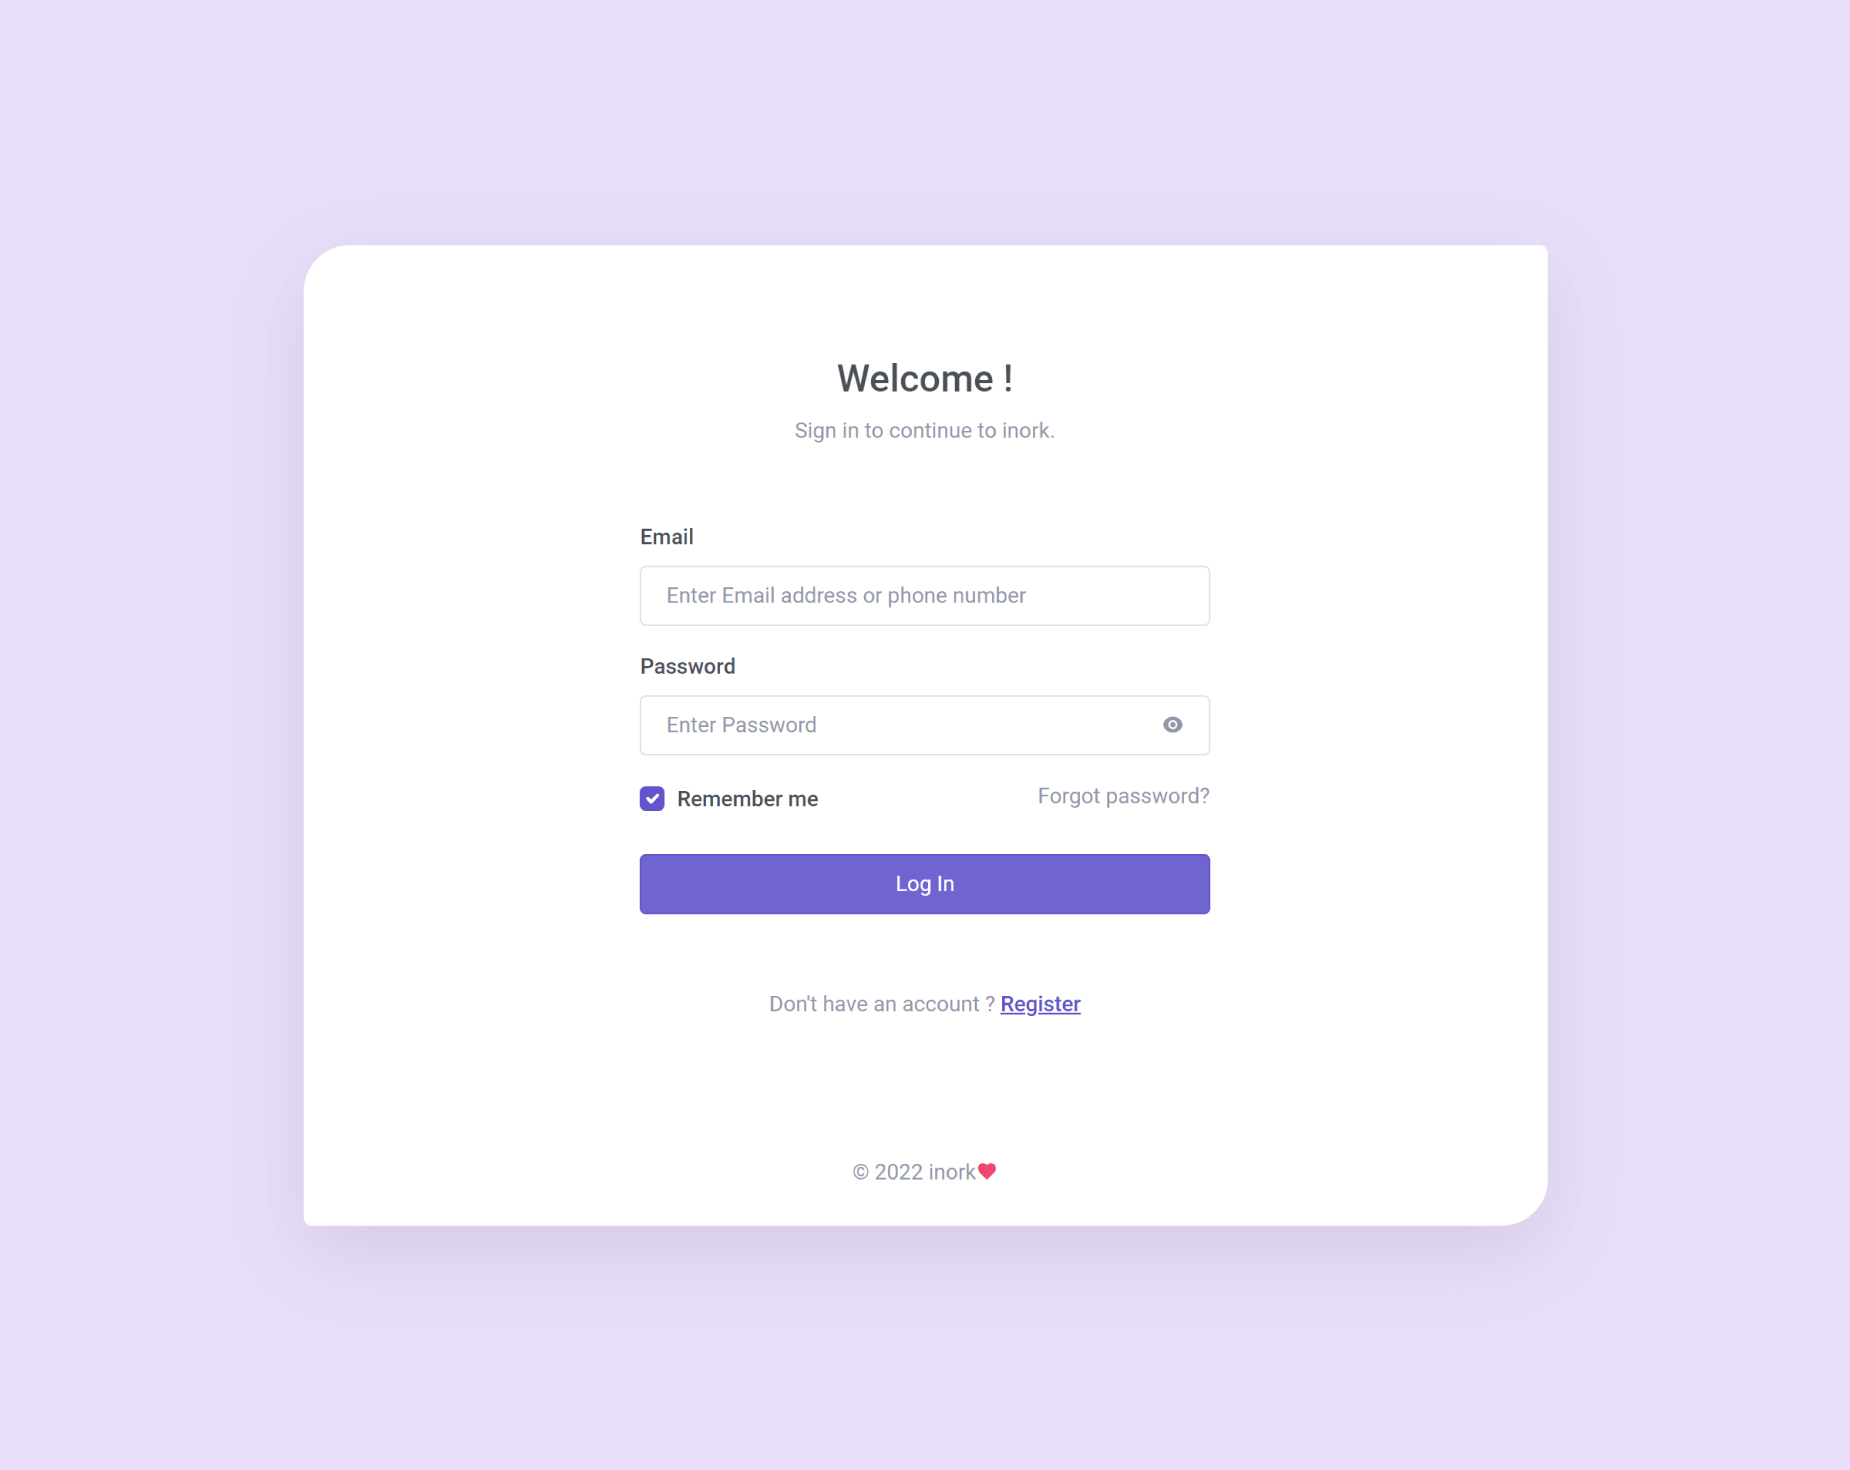 Welcome !
Sign in to continue to inork.
Email
Enter Email address or phone number
Password
Enter Password
Remember me
Forgot password?
Log In
Don't have an account ? Register
© 2022 inork